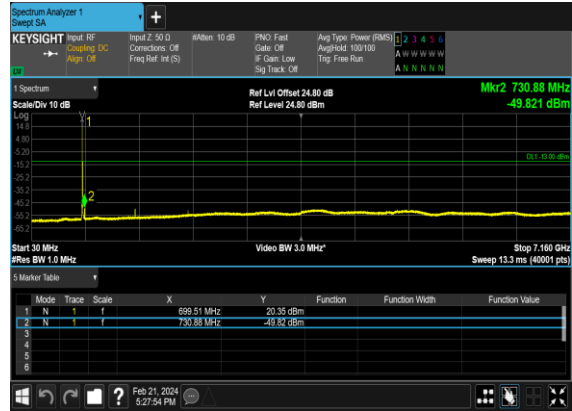 Spectrum Analyzer 1
Swept SA
+
KEYSIGHT
Input: RF
Coupling: DC
Align: Off
Input Z: 50 Ω
Corrections: Off
Freq Ref: Int (S)
#Atten: 10 dB
PNO: Fast
Gate: Off
IF Gain: Low
Sig Track: Off
Avg Type: Power (RMS)
Avg|Hold: 100/100
Trig: Free Run
1 2 3 4 5 6
A W W W W W
A N N N N N
1 Spectrum
Scale/Div 10 dB
Ref Lvl Offset 24.80 dB
Ref Level 24.80 dBm
Mkr2 730.88 MHz
-49.821 dBm
Log
14.8
4.80
-5.20
-15.2
-25.2
-35.2
-45.2
-55.2
-65.2
1
2
DL1 -13.00 dBm
Start 30 MHz
#Res BW 1.0 MHz
Video BW 3.0 MHz*
Stop 7.160 GHz
Sweep 13.3 ms (40001 pts)
5 Marker Table
Mode Trace Scale X Y Function Function Width Function Value
1 N 1 f 699.51 MHz 20.35 dBm
2 N 1 f 730.88 MHz -49.82 dBm
3
4
5
6
?
Feb 21, 2024
5:27:54 PM